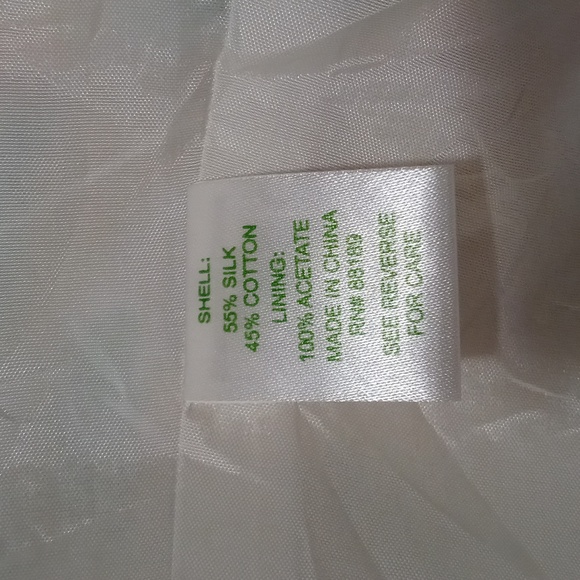 SHELL:
55% SILK
45% COTTON
LINING:
100% ACETATE
MADE IN CHINA
RN# 88189
SEE REVERSE
FOR CARE